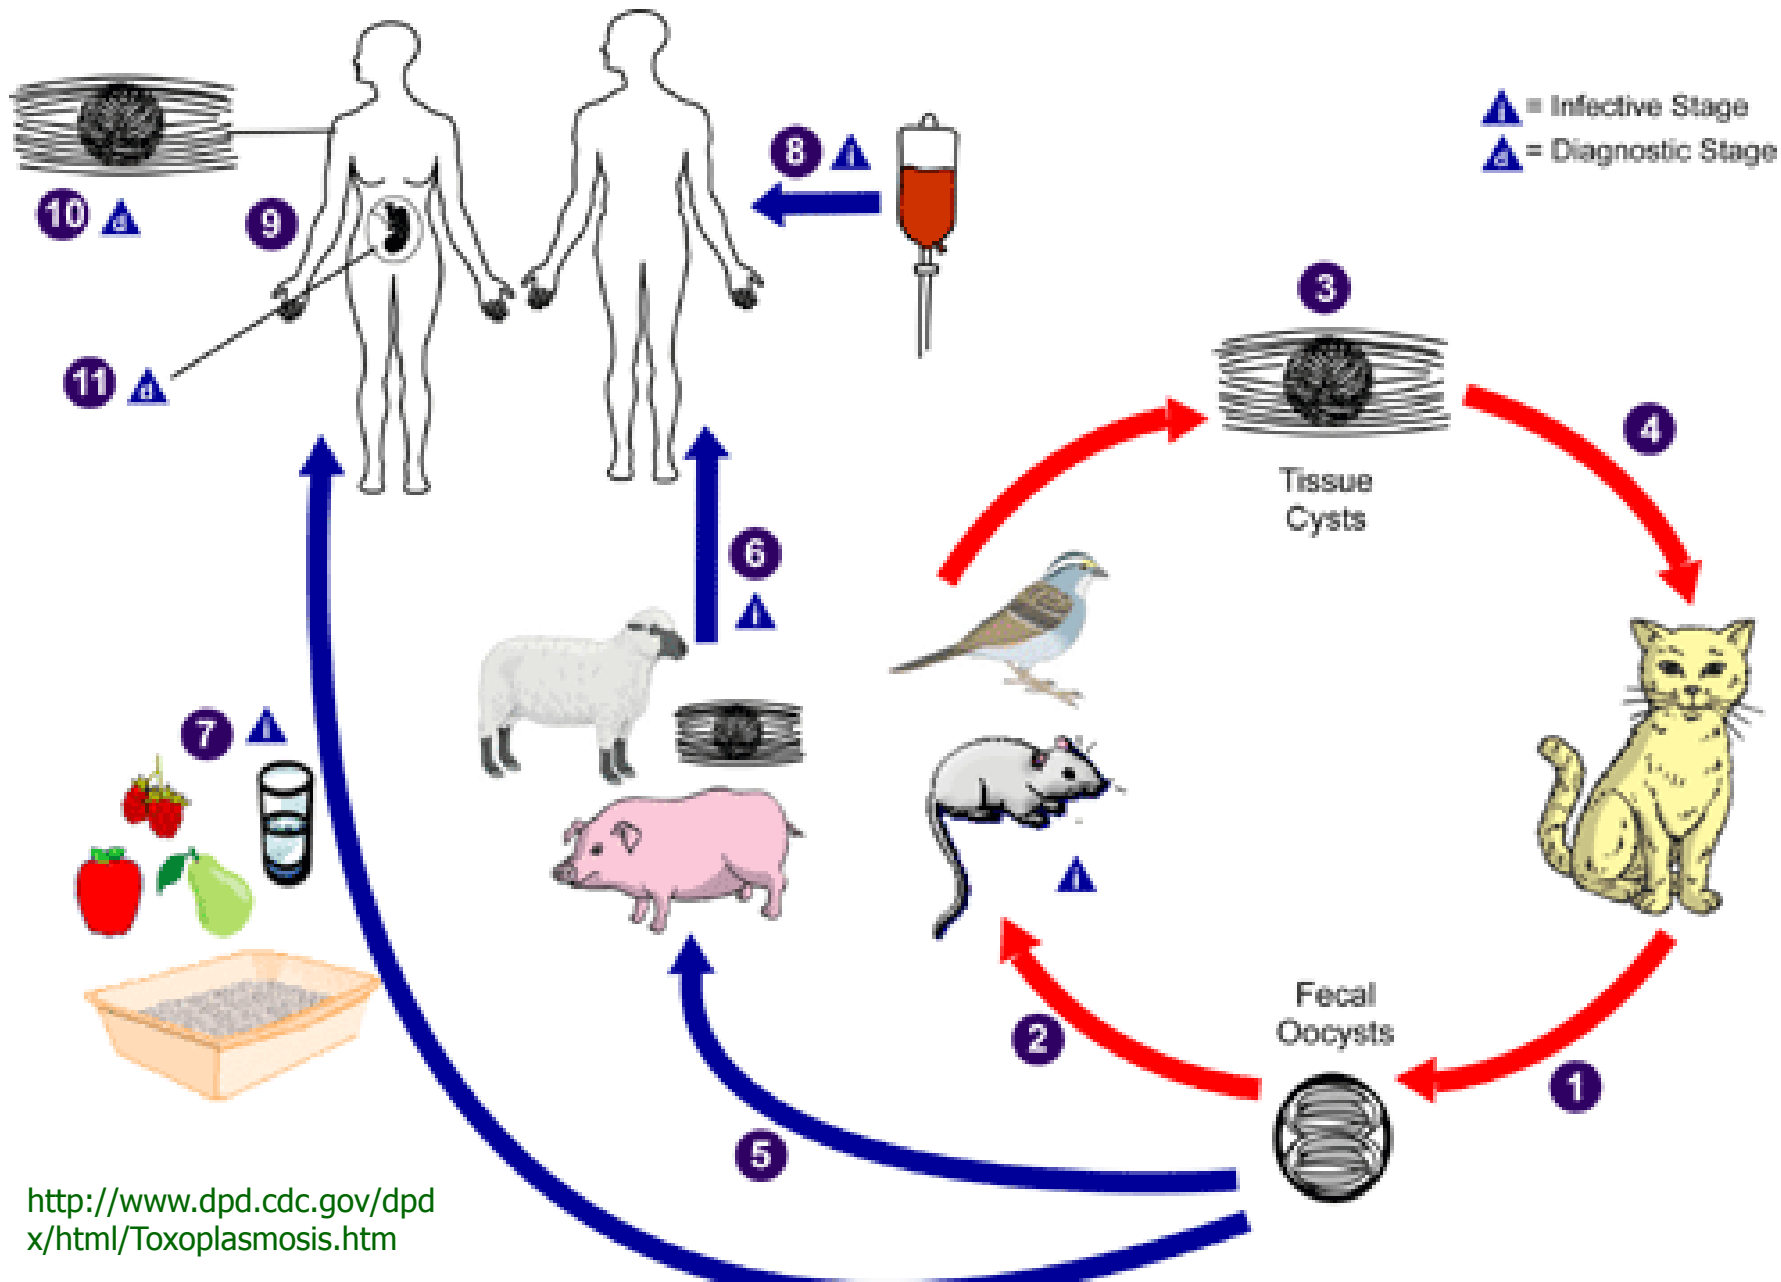 i = Infective Stage
d = Diagnostic Stage
8 i
10 d
9
3
11 d
4
Tissue
Cysts
6
i
7 i
i
Fecal
Oocysts
2
1
5
http://www.dpd.cdc.gov/dpd
x/html/Toxoplasmosis.htm